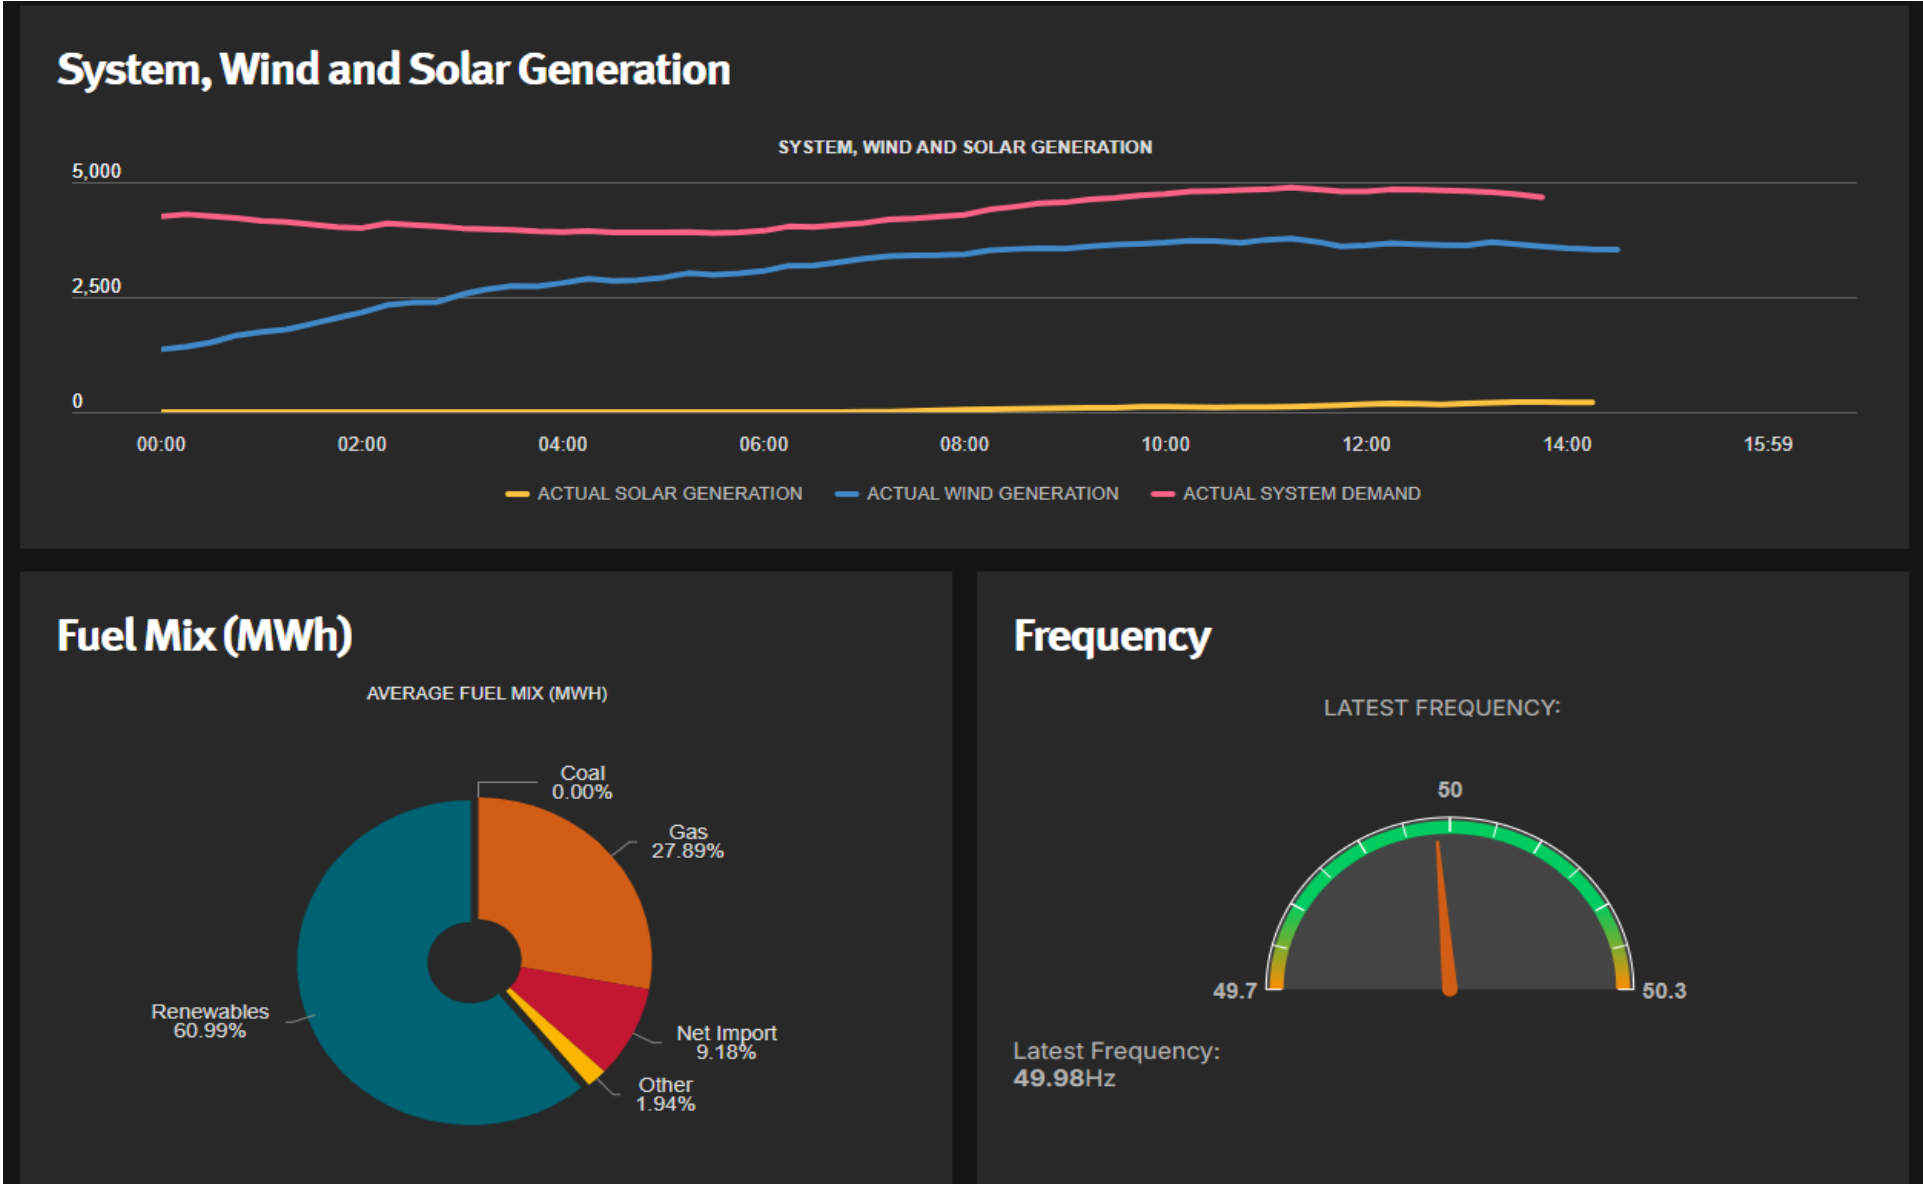 System, Wind and Solar Generation
SYSTEM, WIND AND SOLAR GENERATION
5,000
2,500
0
00:00
02:00
04:00
06:00
08:00
10:00
12:00
14:00
15:59
ACTUAL SOLAR GENERATION
ACTUAL WIND GENERATION
ACTUAL SYSTEM DEMAND
Fuel Mix (MWh)
AVERAGE FUEL MIX (MWH)
Coal
0.00%
Gas
27.89%
Net Import
9.18%
Other
1.94%
Renewables
60.99%
Frequency
LATEST FREQUENCY:
50
49.7
50.3
Latest Frequency:
49.98Hz